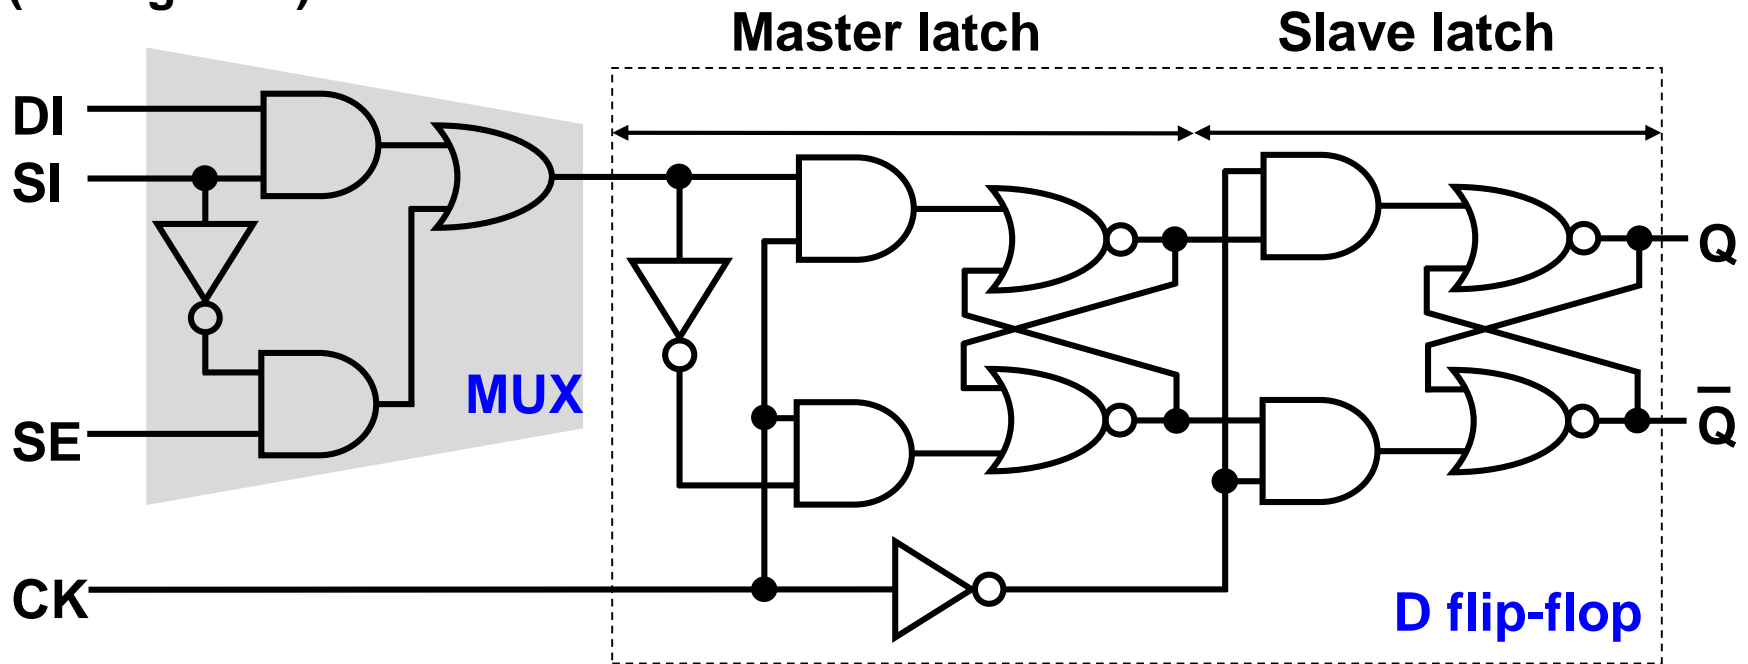 Master latch
Slave latch
DI
SI
MUX
SE
CK
Q
Q̅
D flip-flop